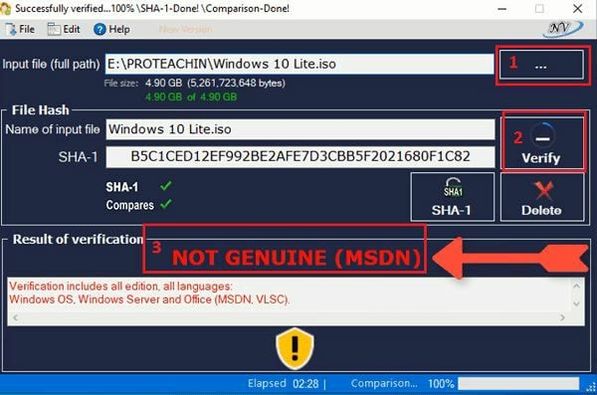 Successfully verified...100% \SHA-1-Done! \Comparison-Done!
File Edit Help New Version
NV
Input file (full path) E:\PROTEACHIN\Windows 10 Lite.iso
1 ...
File size: 4.90 GB (5,261,723,648 bytes)
4.90 GB of 4.90 GB
File Hash
Name of input file Windows 10 Lite.iso
2
Verify
SHA-1 B5C1CED12EF992BE2AFE7D3CBB5F2021680F1C82
SHA-1
Compares
SHA1
SHA-1
Delete
Result of verification
3 NOT GENUINE (MSDN)
Verification includes all edition, all languages:
Windows OS, Windows Server and Office (MSDN, VLSC).
Elapsed 02:28 | Comparison... 100%